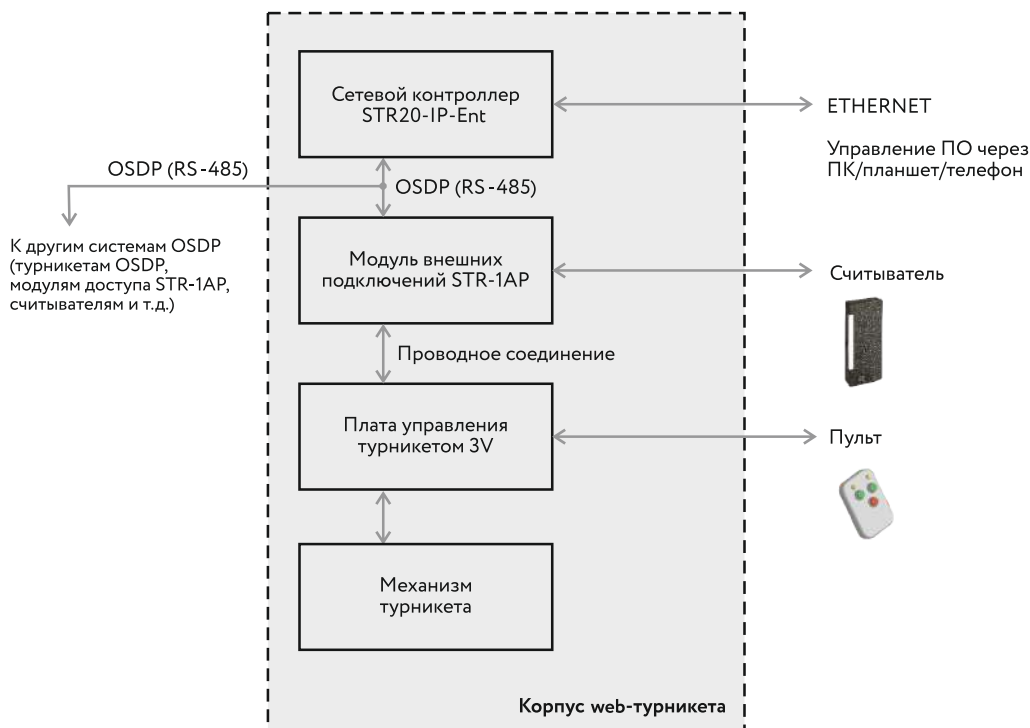 Сетевой контроллер
STR20-IP-Ent
ETHERNET
Управление ПО через
ПК/планшет/телефон
OSDP (RS-485)
OSDP (RS-485)
К другим системам OSDP
(турникетам OSDP,
модулям доступа STR-1AP,
считывателям и т.д.)
Модуль внешних
подключений STR-1AP
Считыватель
Проводное соединение
Плата управления
турникетом 3V
Пульт
Механизм
турникета
Корпус web-турникета